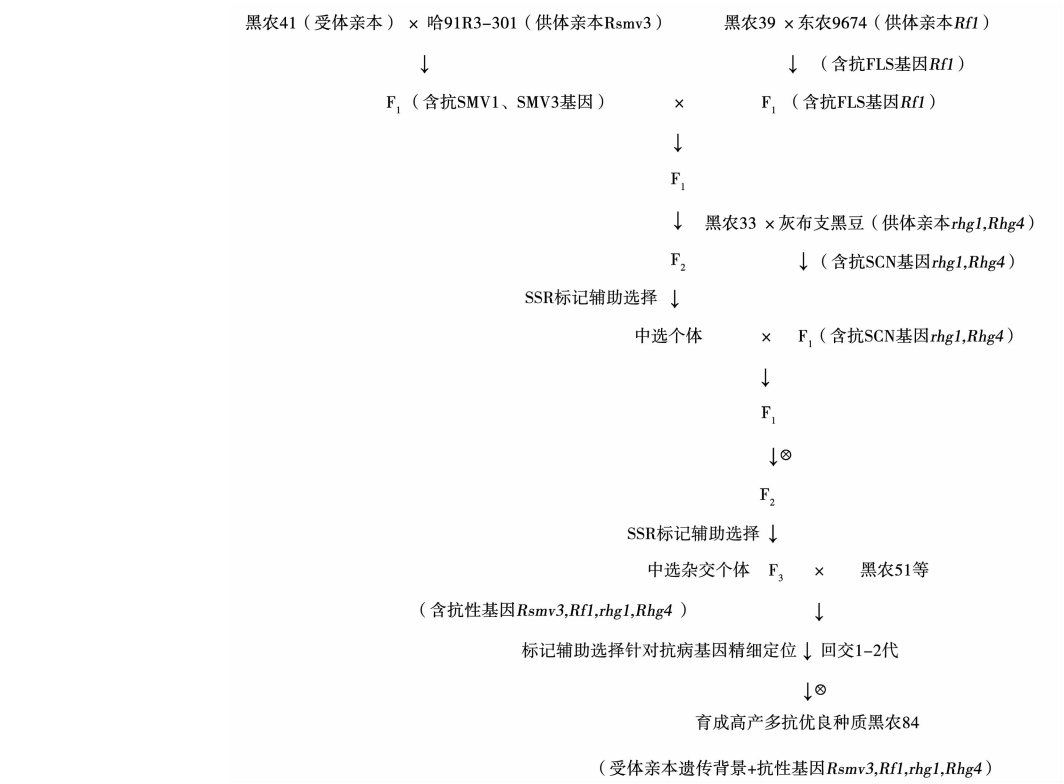 黑农41（受体亲本） × 哈91R3-301（供体亲本Rsmv3） 黑农39 ×东农9674（供体亲本Rf1）
↓ ↓ （含抗FLS基因Rf1）
F1（含抗SMV1、SMV3基因） × F1 （含抗FLS基因Rf1）
↓
F1
↓ 黑农33 ×灰布支黑豆（供体亲本rhg1,Rhg4）
F2 ↓（含抗SCN基因rhg1,Rhg4）
SSR标记辅助选择 ↓
中选个体 × F1（含抗SCN基因rhg1,Rhg4）
↓
F1
↓⊗
F2
SSR标记辅助选择 ↓
中选杂交个体 F3 × 黑农51等
（含抗性基因Rsmv3,Rf1,rhg1,Rhg4 ） ↓
标记辅助选择针对抗病基因精细定位 ↓ 回交1-2代
↓⊗
育成高产多抗优良种质黑农84
（受体亲本遗传背景+抗性基因Rsmv3,Rf1,rhg1,Rhg4）